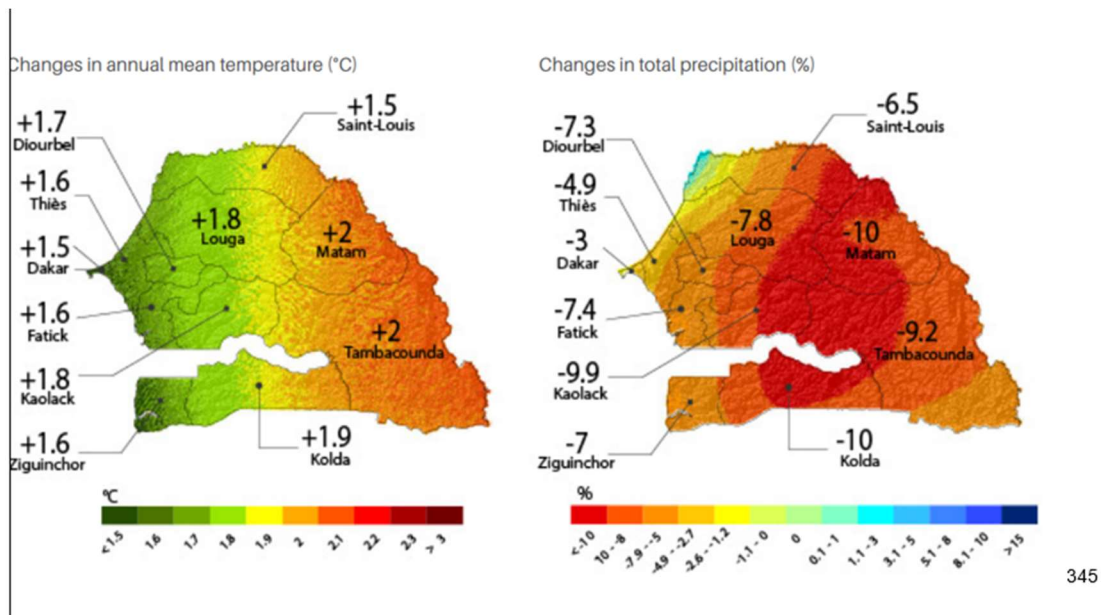 Changes in annual mean temperature (°C)
+1.5
Saint-Louis
+1.7
Diourbel
+1.6
Thiès
+1.5
Dakar
+1.6
Fatick
+1.8
Kaolack
+1.6
Ziguinchor
+1.8
Louga
+2
Matam
+2
Tambacounda
+1.9
Kolda
°C
< 1.5 1.6 1.7 1.8 1.9 2 2.1 2.2 2.3 > 3
Changes in total precipitation (%)
-6.5
Saint-Louis
-7.3
Diourbel
-4.9
Thiès
-3
Dakar
-7.4
Fatick
-9.9
Kaolack
-7
Ziguinchor
-7.8
Louga
-10
Matam
-9.2
Tambacounda
-10
Kolda
%
< -10 10 - -8 -7.9 - -5 -4.9 - -2.7 -2.6 - -1.2 -1.1 - 0 0 0.1 - 1 1.1 - 3 3.1 - 5 5.1 - 8 8.1 - 10 >15
345